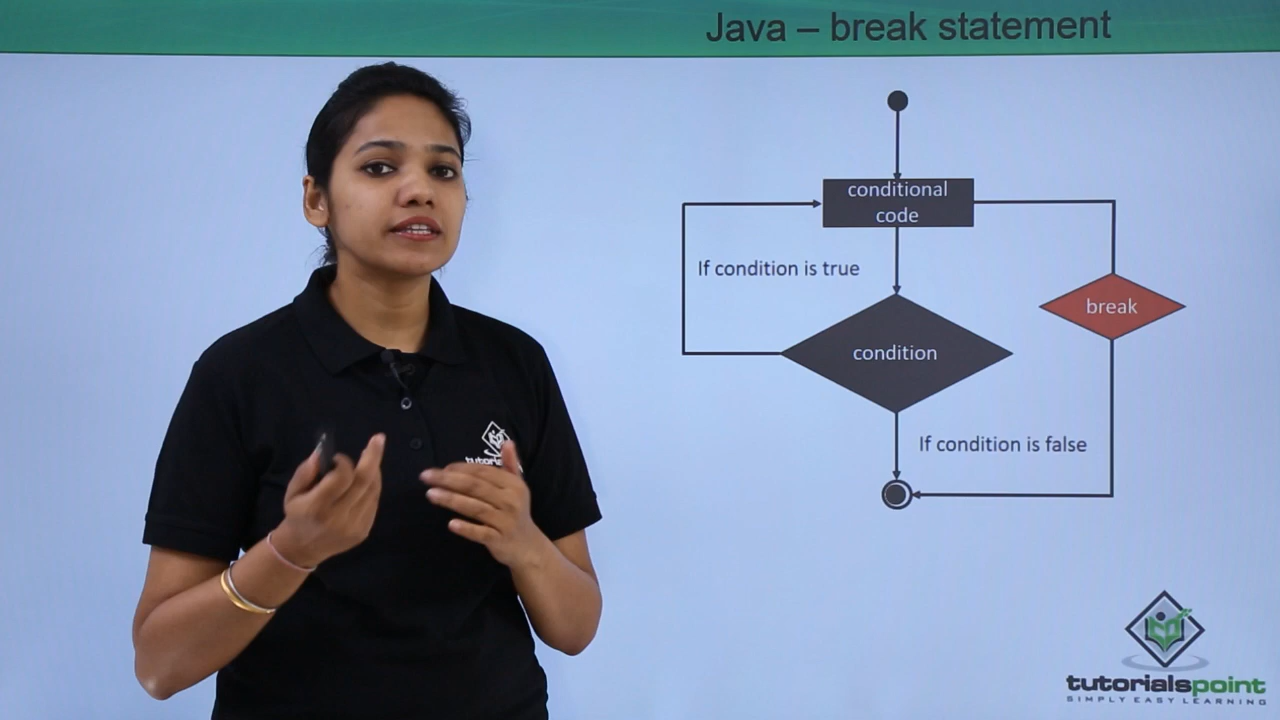 Java – break statement
conditional
code
If condition is true
break
condition
If condition is false
tutorialspoint
SIMPLY EASY LEARNING